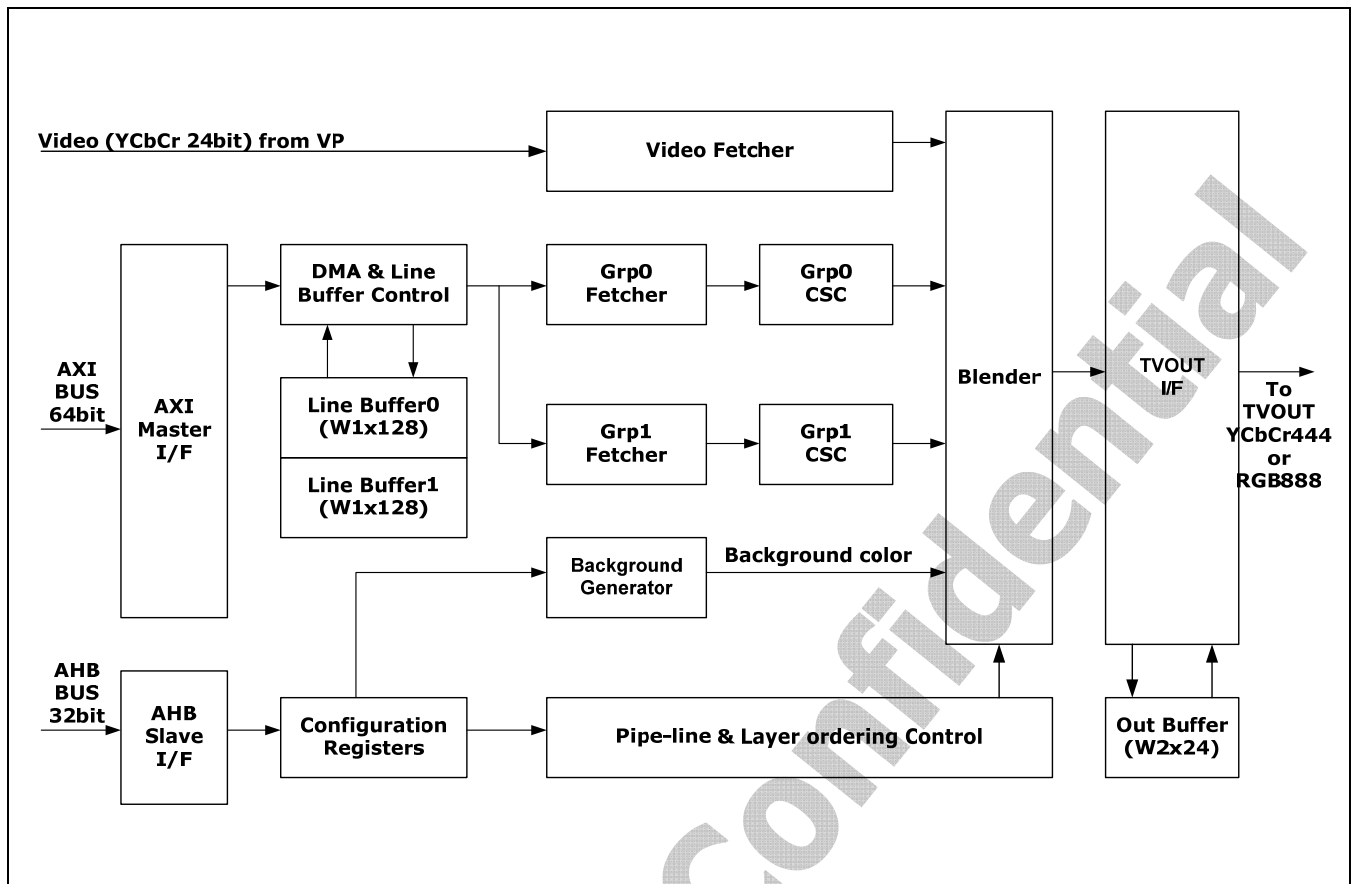 Video (YCbCr 24bit) from VP
Video Fetcher
DMA & Line
Buffer Control
Grp0
Fetcher
Grp0
CSC
AXI
BUS
64bit
AXI
Master
I/F
Line Buffer0
(W1x128)
Line Buffer1
(W1x128)
Grp1
Fetcher
Grp1
CSC
Blender
TVOUT
I/F
To
TVOUT
YCbCr444
or
RGB888
Background
Generator
Background color
AHB
BUS
32bit
AHB
Slave
I/F
Configuration
Registers
Pipe-line & Layer ordering Control
Out Buffer
(W2x24)
Confidential